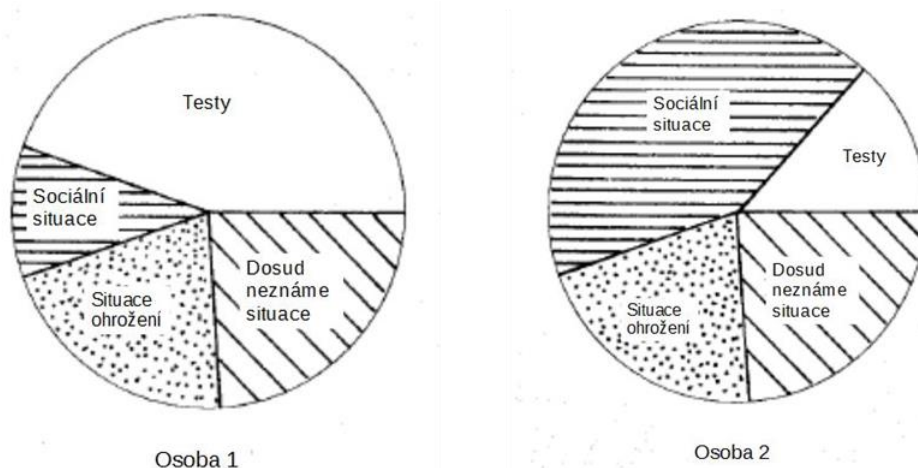 Testy
Sociální
situace
Situace
ohrožení
Dosud
neznáme
situace
Osoba 1
Sociální
situace
Testy
Situace
ohrožení
Dosud
neznáme
situace
Osoba 2